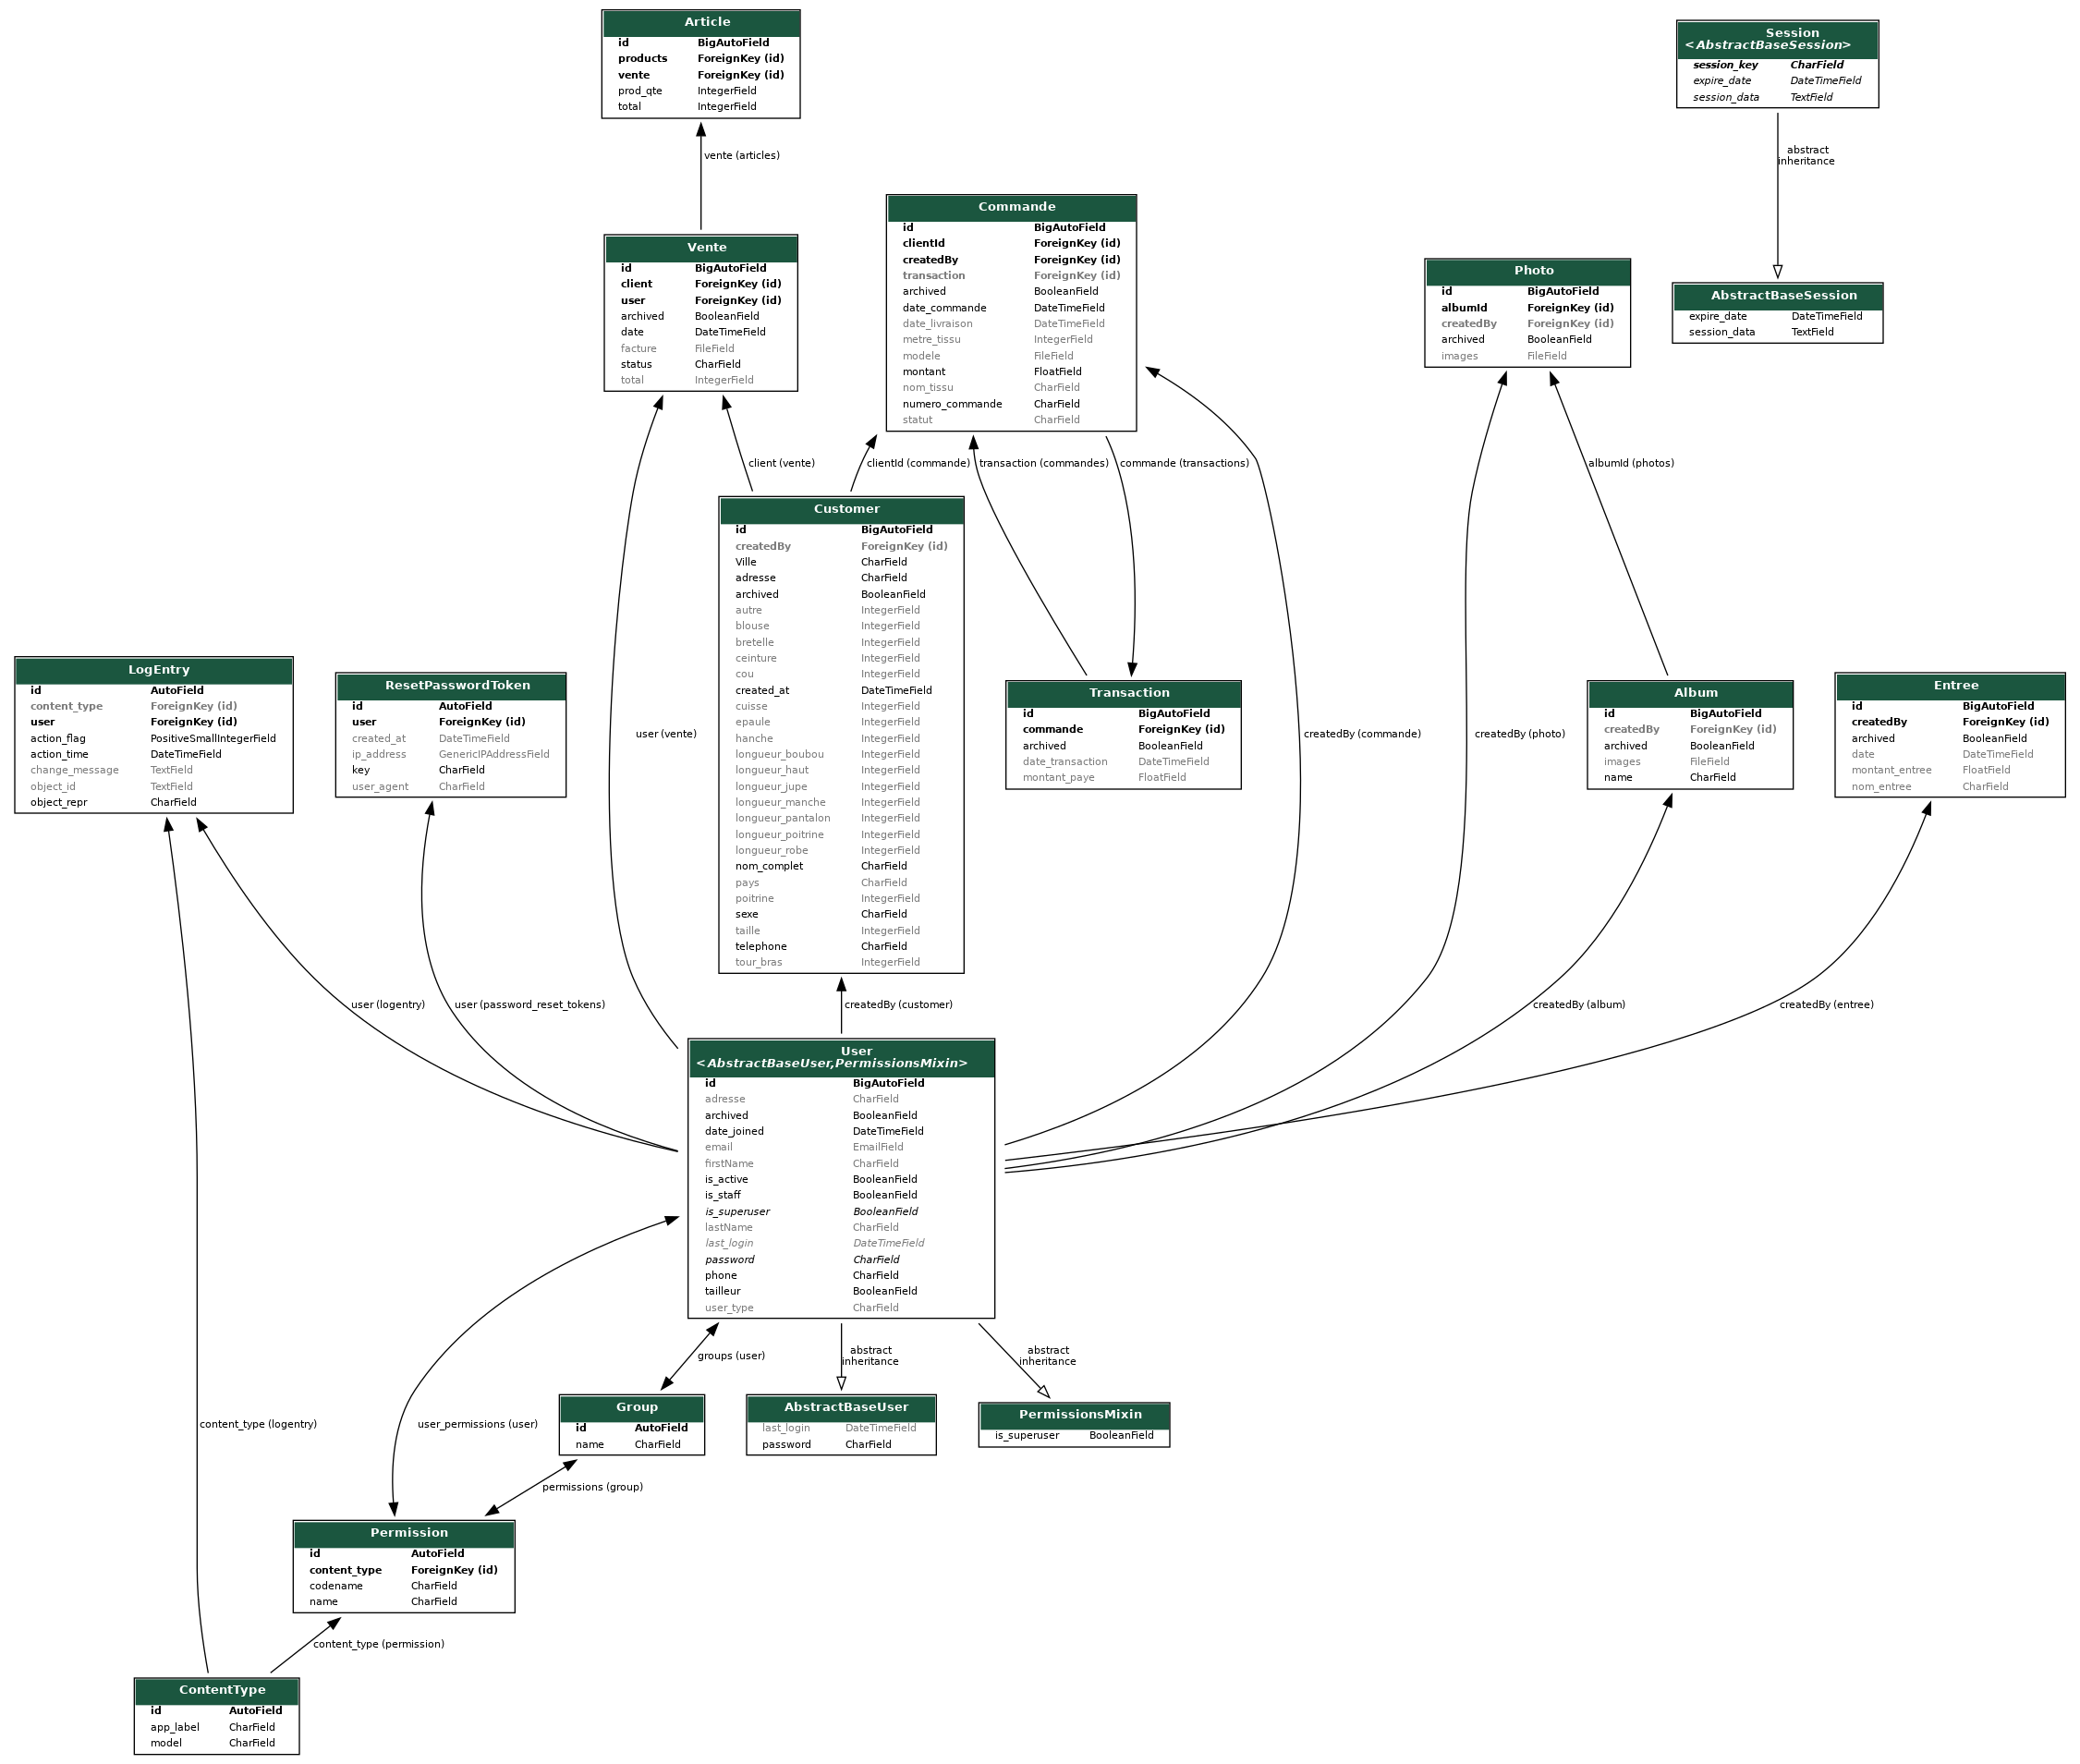 Article
id BigAutoField
products ForeignKey (id)
vente ForeignKey (id)
prod_qte IntegerField
total IntegerField
Session
<AbstractBaseSession>
session_key CharField
expire_date DateTimeField
session_data TextField
vente (articles)
abstract
inheritance
Commande
id BigAutoField
clientId ForeignKey (id)
createdBy ForeignKey (id)
transaction ForeignKey (id)
archived BooleanField
date_commande DateTimeField
date_livraison DateTimeField
metre_tissu IntegerField
modele FileField
montant FloatField
nom_tissu CharField
numero_commande CharField
statut CharField
Vente
id BigAutoField
client ForeignKey (id)
user ForeignKey (id)
archived BooleanField
date DateTimeField
facture FileField
status CharField
total IntegerField
Photo
id BigAutoField
albumId ForeignKey (id)
createdBy ForeignKey (id)
archived BooleanField
images FileField
AbstractBaseSession
expire_date DateTimeField
session_data TextField
client (vente)
clientId (commande)
transaction (commandes)
commande (transactions)
albumId (photos)
Customer
id BigAutoField
createdBy ForeignKey (id)
Ville CharField
adresse CharField
archived BooleanField
autre IntegerField
blouse IntegerField
bretelle IntegerField
ceinture IntegerField
cou IntegerField
created_at DateTimeField
cuisse IntegerField
epaule IntegerField
hanche IntegerField
longueur_boubou IntegerField
longueur_haut IntegerField
longueur_jupe IntegerField
longueur_manche IntegerField
longueur_pantalon IntegerField
longueur_poitrine IntegerField
longueur_robe IntegerField
nom_complet CharField
pays CharField
poitrine IntegerField
sexe CharField
taille IntegerField
telephone CharField
tour_bras IntegerField
LogEntry
id AutoField
content_type ForeignKey (id)
user ForeignKey (id)
action_flag PositiveSmallIntegerField
action_time DateTimeField
change_message TextField
object_id TextField
object_repr CharField
ResetPasswordToken
id AutoField
user ForeignKey (id)
created_at DateTimeField
ip_address GenericIPAddressField
key CharField
user_agent CharField
Transaction
id BigAutoField
commande ForeignKey (id)
archived BooleanField
date_transaction DateTimeField
montant_paye FloatField
Album
id BigAutoField
createdBy ForeignKey (id)
archived BooleanField
images FileField
name CharField
Entree
id BigAutoField
createdBy ForeignKey (id)
archived BooleanField
date DateTimeField
montant_entree FloatField
nom_entree CharField
user (vente)
createdBy (commande)
createdBy (photo)
user (logentry)
user (password_reset_tokens)
createdBy (customer)
createdBy (album)
createdBy (entree)
User
<AbstractBaseUser,PermissionsMixin>
id BigAutoField
adresse CharField
archived BooleanField
date_joined DateTimeField
email EmailField
firstName CharField
is_active BooleanField
is_staff BooleanField
is_superuser BooleanField
lastName CharField
last_login DateTimeField
password CharField
phone CharField
tailleur BooleanField
user_type CharField
groups (user)
abstract
inheritance
abstract
inheritance
content_type (logentry)
user_permissions (user)
Group
id AutoField
name CharField
AbstractBaseUser
last_login DateTimeField
password CharField
PermissionsMixin
is_superuser BooleanField
permissions (group)
Permission
id AutoField
content_type ForeignKey (id)
codename CharField
name CharField
content_type (permission)
ContentType
id AutoField
app_label CharField
model CharField